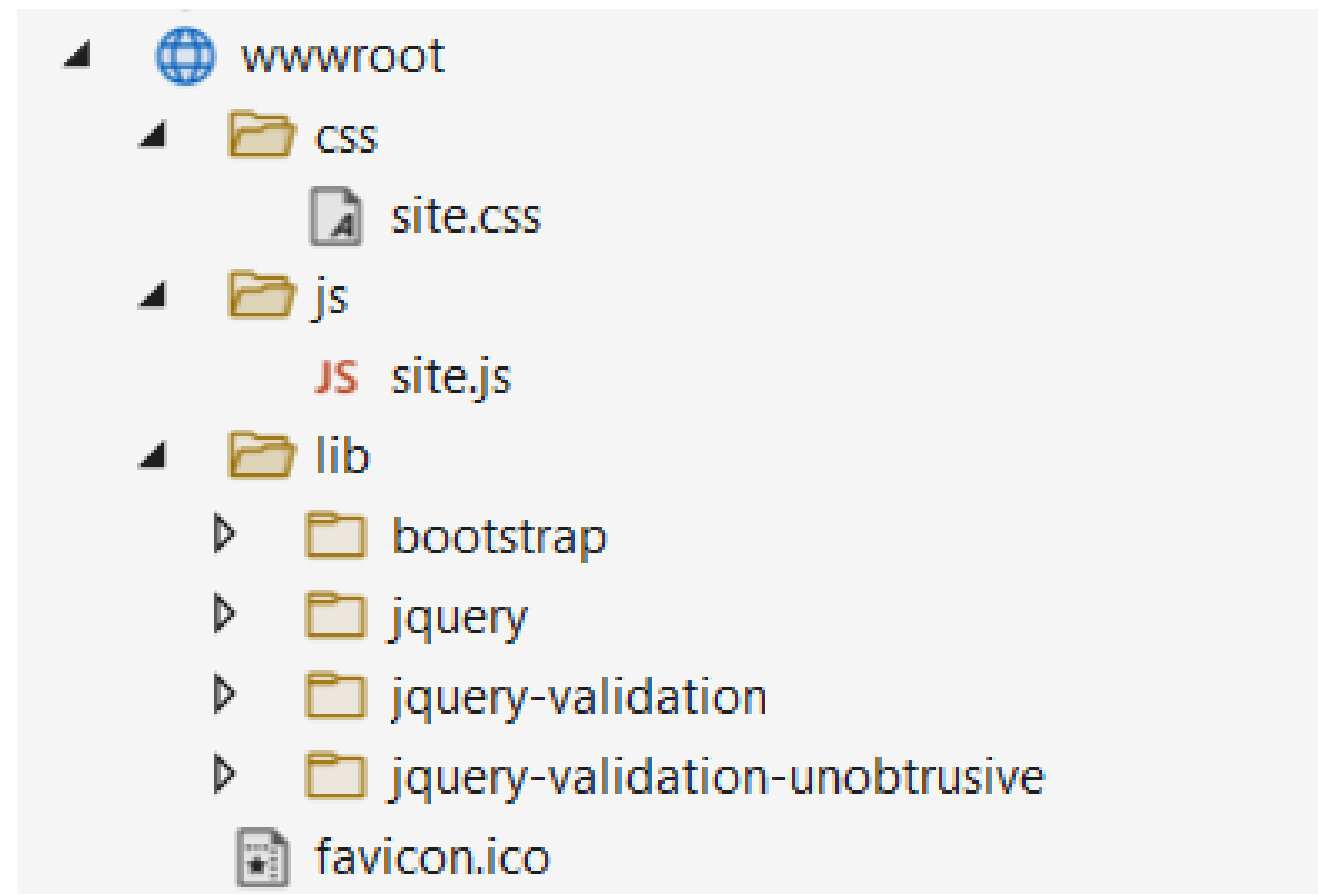 wwwroot
css
site.css
js
JS site.js
lib
bootstrap
jquery
jquery-validation
jquery-validation-unobtrusive
favicon.ico